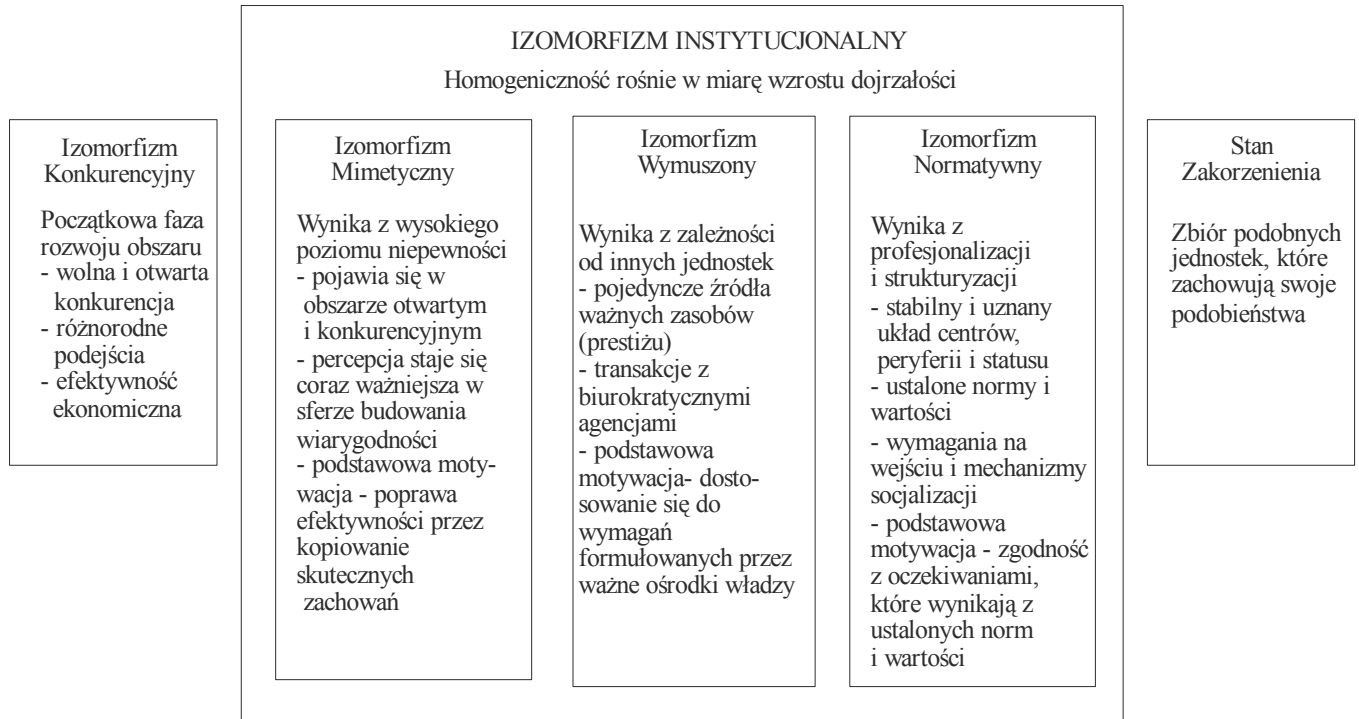 IZOMORFIZM INSTYTUCJONALNY
Homogeniczność rośnie w miarę wzrostu dojrzałości
Izomorfizm
Konkurencyjny
Początkowa faza
rozwoju obszaru
- wolna i otwarta
konkurencja
- różnorodne
podejścia
- efektywność
ekonomiczna
Izomorfizm
Mimetyczny
Wynika z wysokiego
poziomu niepewności
- pojawia się w
obszarze otwartym
i konkurencyjnym
- percepcja staje się
coraz ważniejsza w
sferze budowania
wiarygodności
- podstawowa moty-
wacja - poprawa
efektywności przez
kopiowanie
skutecznych
zachowań
Izomorfizm
Wymuszony
Wynika z zależności
od innych jednostek
- pojedyncze źródła
ważnych zasobów
(prestiżu)
- transakcje z
biurokratycznymi
agencjami
- podstawowa
motywacja- dosto-
sowanie się do
wymagań
formułowanych przez
ważne ośrodki władzy
Izomorfizm
Normatywny
Wynika z
profesjonalizacji
i strukturyzacji
- stabilny i uznany
układ centrów,
peryferii i statusu
- ustalone normy i
wartości
- wymagania na
wejściu i mechanizmy
socjalizacji
- podstawowa
motywacja - zgodność
z oczekiwaniami,
które wynikają z
ustalonych norm
i wartości
Stan
Zakorzenienia
Zbiór podobnych
jednostek, które
zachowują swoje
podobieństwa